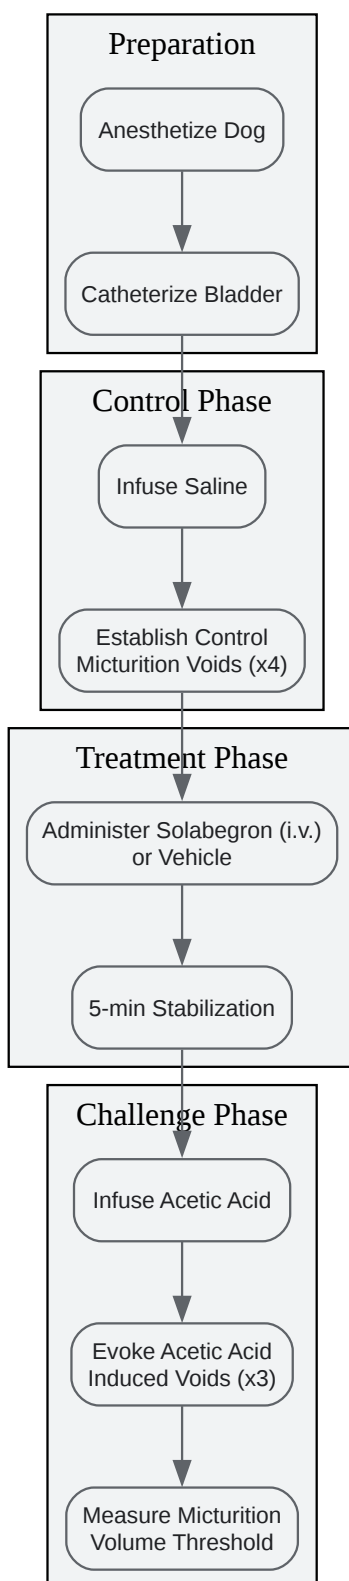 Preparation
Anesthetize Dog
Catheterize Bladder
Control Phase
Infuse Saline
Establish Control
Micturition Voids (x4)
Treatment Phase
Administer Solabegron (i.v.)
or Vehicle
5-min Stabilization
Challenge Phase
Infuse Acetic Acid
Evoke Acetic Acid
Induced Voids (x3)
Measure Micturition
Volume Threshold